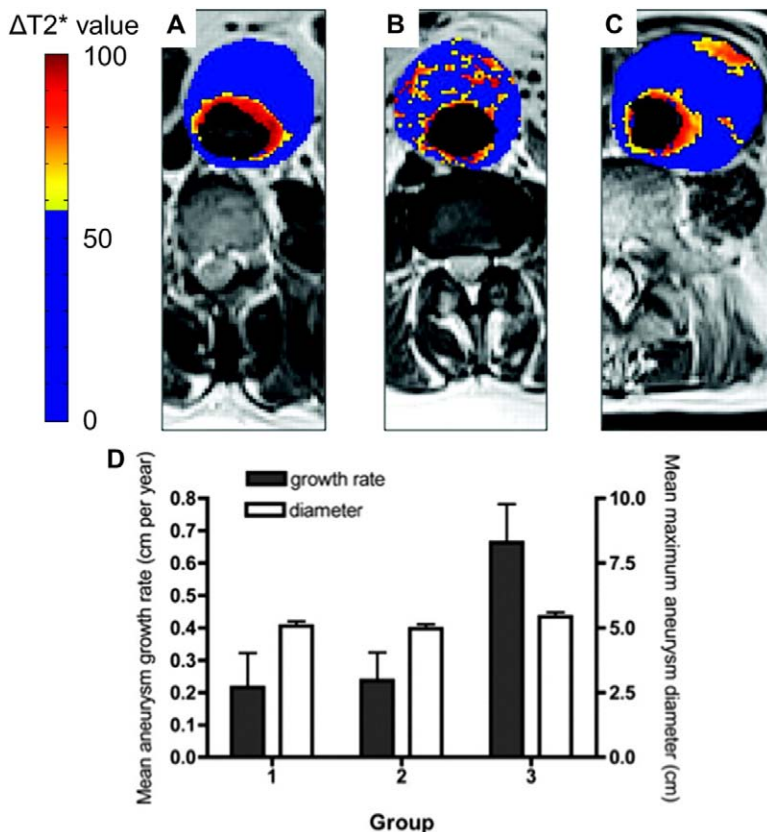 ΔT2* value
A
B
C
100
50
0
D
growth rate
diameter
Mean aneurysm growth rate (cm per year)
0.8
0.7
0.6
0.5
0.4
0.3
0.2
0.1
0.0
Mean maximum aneurysm diameter (cm)
10.0
7.5
5.0
2.5
0.0
1 2 3
Group